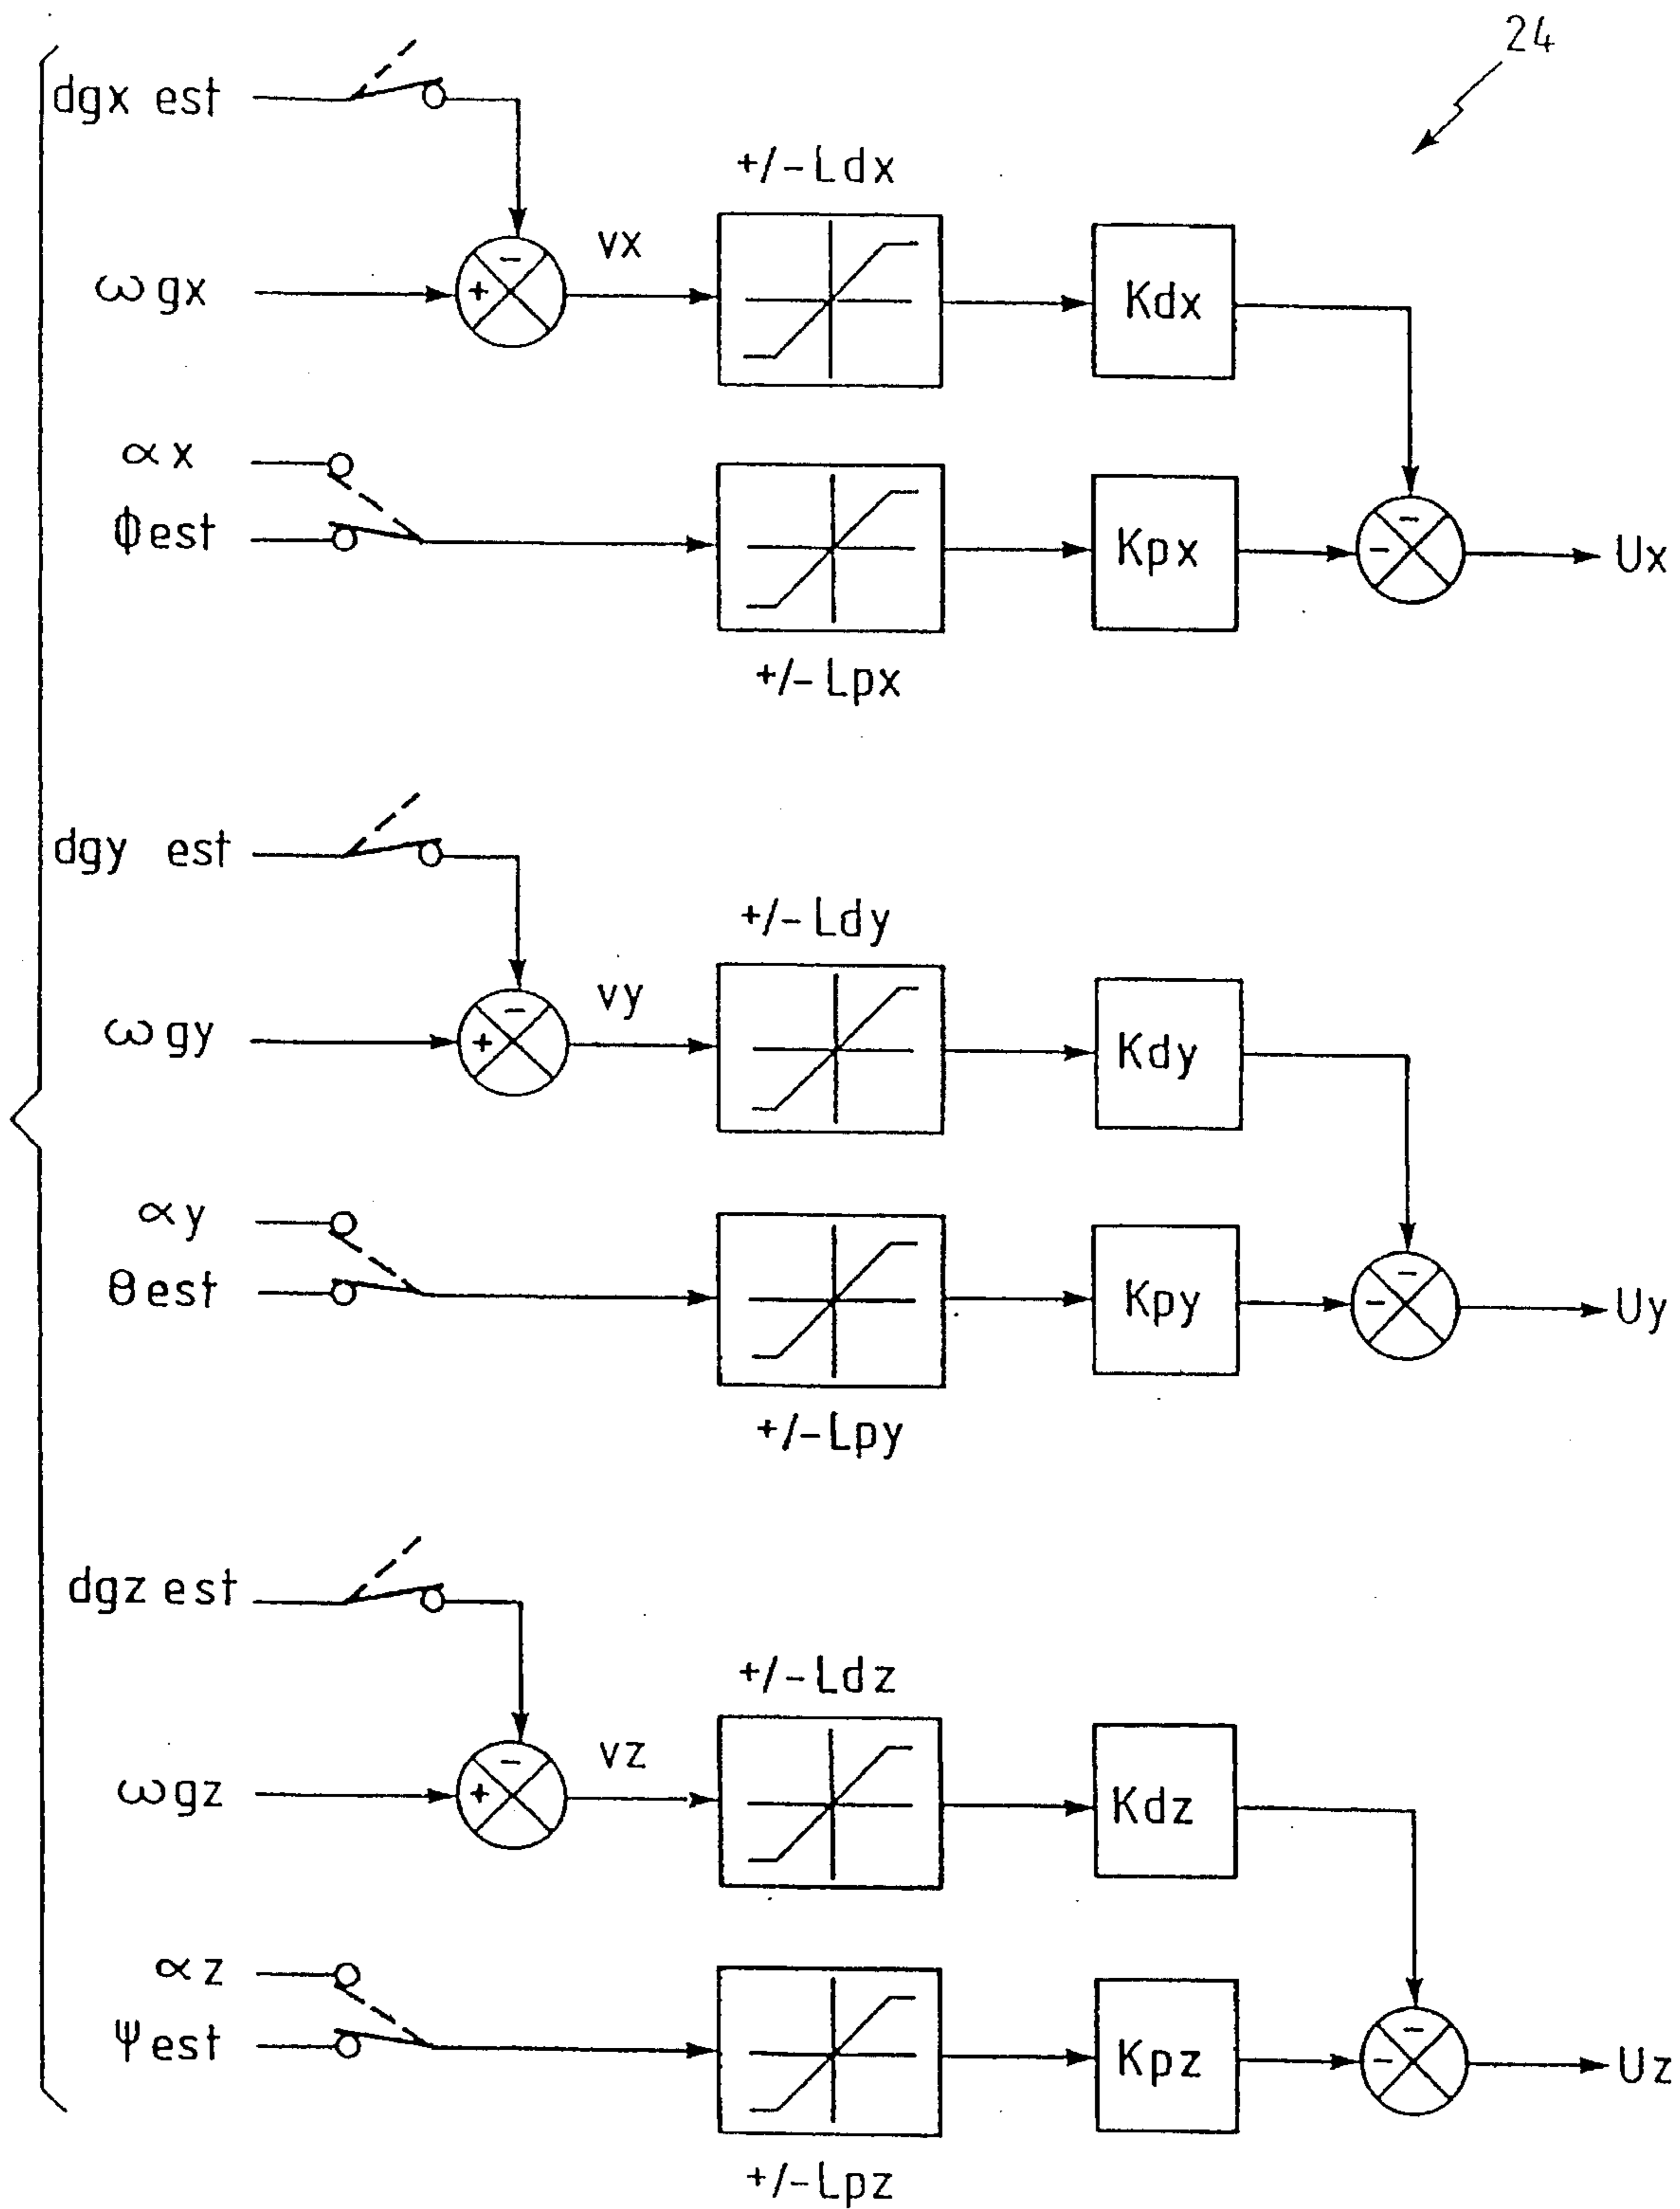 24
dgx est
+/-Ldx
ωgx
+
-
vx
Kdx
αx
ϕest
Kpx
-
-
Ux
+/-Lpx
dgy est
+/-Ldy
ωgy
+
-
vy
Kdy
αy
θest
Kpy
-
-
Uy
+/-Lpy
dgz est
+/-Ldz
ωgz
+
-
vz
Kdz
αz
ψest
Kpz
-
-
Uz
+/-Lpz